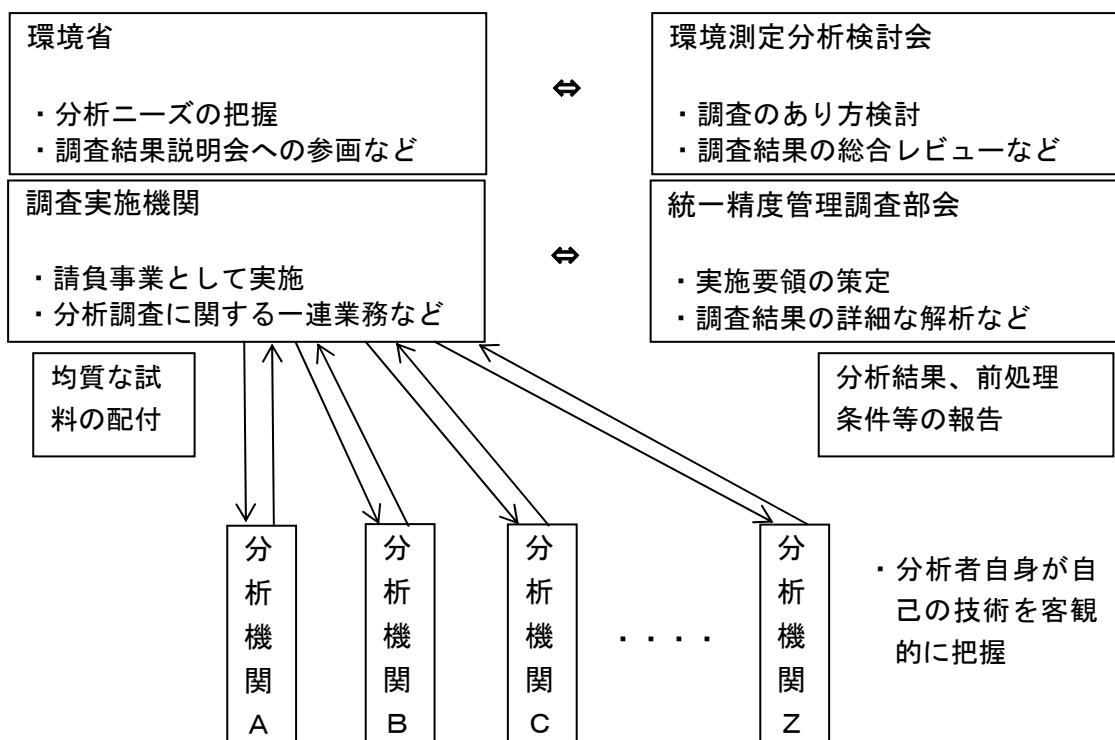 環境省
・分析ニーズの把握
・調査結果説明会への参画など
⇔
環境測定分析検討会
・調査のあり方検討
・調査結果の総合レビューなど
調査実施機関
・請負事業として実施
・分析調査に関する一連業務など
⇔
統一精度管理調査部会
・実施要領の策定
・調査結果の詳細な解析など
均質な試
料の配付
分析結果、前処理
条件等の報告
分析機関A
分析機関B
分析機関C
・・・・
分析機関Z
・分析者自身が自
己の技術を客観
的に把握